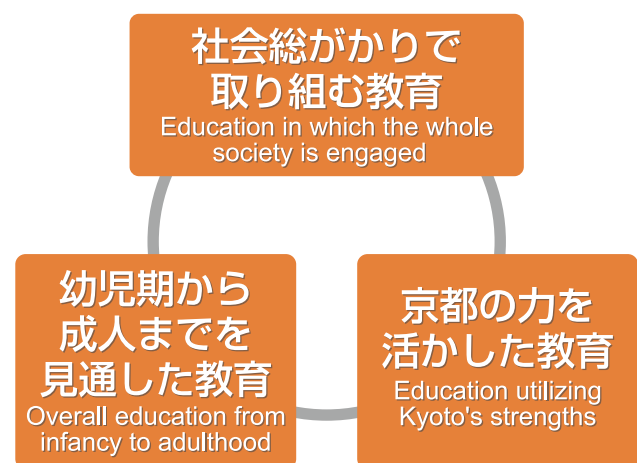 社会総がかりで
取り組む教育
Education in which the whole
society is engaged
幼児期から
成人までを
見通した教育
Overall education from
infancy to adulthood
京都の力を
活かした教育
Education utilizing
Kyoto's strengths